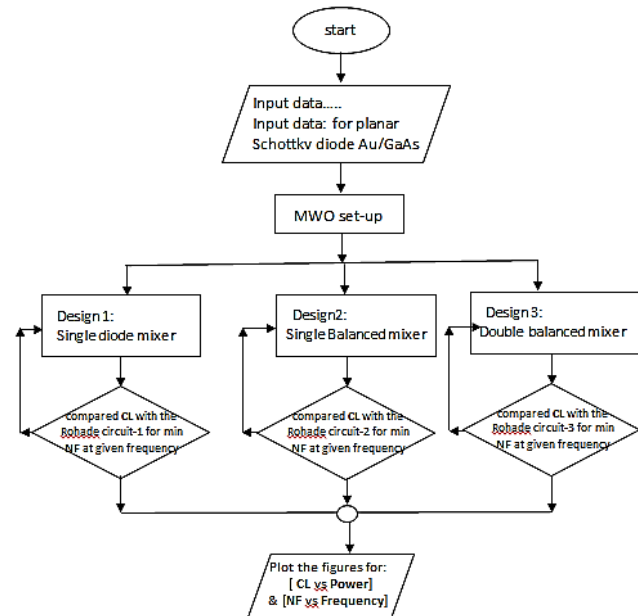 start
Input data.....
Input data: for planar
Schottkv diode Au/GaAs
MWO set-up
Design 1:
Single diode mixer
Design2:
Single Balanced mixer
Design 3:
Double balanced mixer
compared CL with the
Rohade circuit-1 for min
NF at given frequency
compared CL with the
Rohade circuit-2 for min
NF at given frequency
compared CL with the
Rohade circuit-3 for min
NF at given frequency
Plot the figures for:
[ CL vs Power]
& [NF vs Frequency]